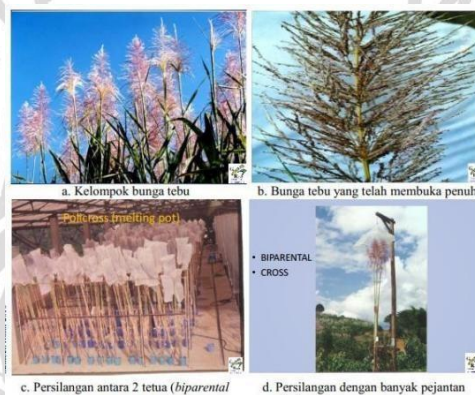 a. Kelompok bunga tebu
b. Bunga tebu yang telah membuka penuh
Policross (melting pot)
• BIPARENTAL
• CROSS
c. Persilangan antara 2 tetua (biparental
d. Persilangan dengan banyak pejantan